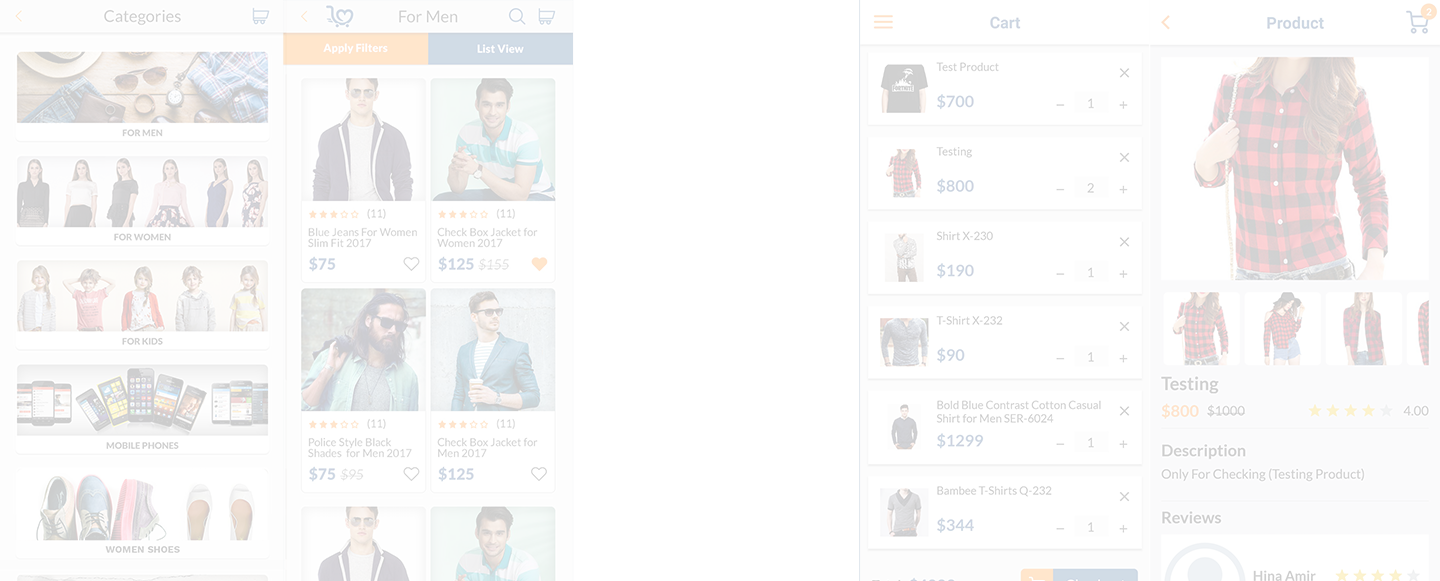 Categories
FOR MEN
FOR WOMEN
FOR KIDS
MOBILE PHONES
WOMEN SHOES
For Men
Apply Filters
List View
(11)
Blue Jeans For Women
Slim Fit 2017
$75
(11)
Check Box Jacket for
Women 2017
$125 $155
(11)
Police Style Black
Shades for Men 2017
$75 $95
(11)
Check Box Jacket for
Men 2017
$125
Cart
Test Product
$700
1
Testing
$800
2
Shirt X-230
$190
1
T-Shirt X-232
$90
1
Bold Blue Contrast Cotton Casual
Shirt for Men SER-6024
$1299
1
Bambee T-Shirts Q-232
$344
1
Product
2
Testing
$800 $1000
4.00
Description
Only For Checking (Testing Product)
Reviews
Hina Amir